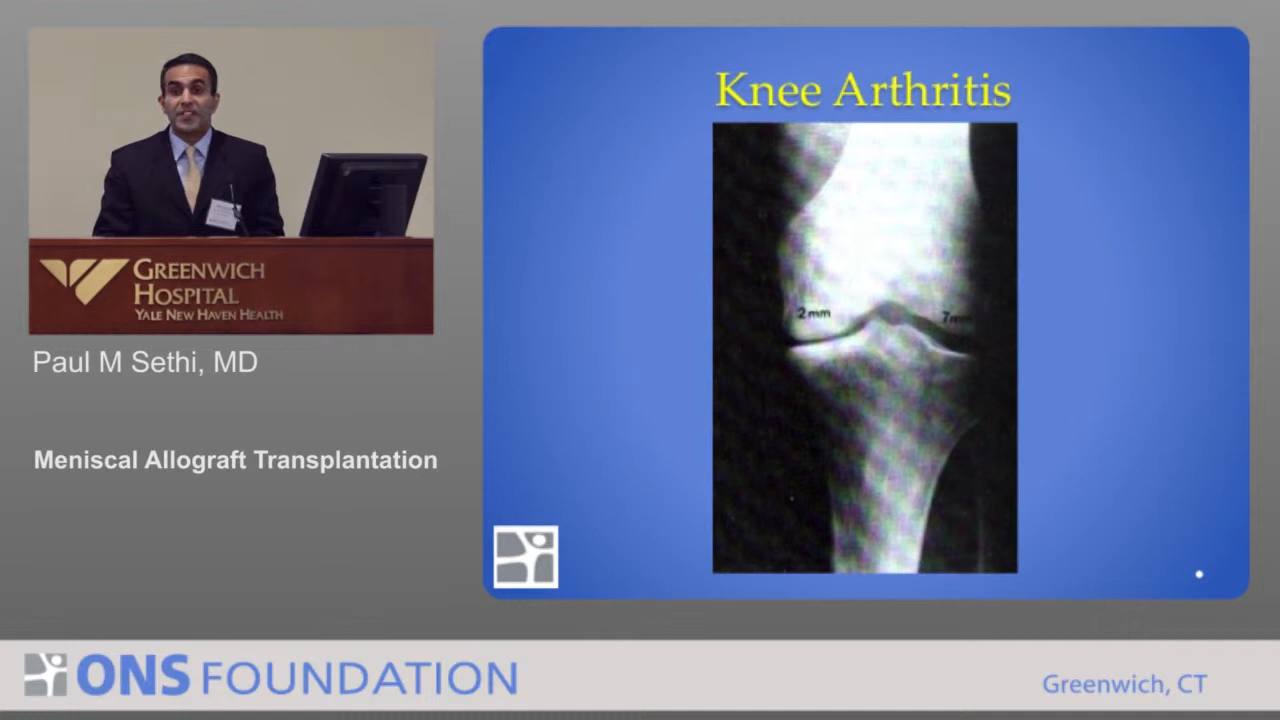 GREENWICH
HOSPITAL
YALE NEW HAVEN HEALTH
Paul M Sethi, MD
Meniscal Allograft Transplantation
Knee Arthritis
2 mm
7mm
ONS FOUNDATION
Greenwich, CT